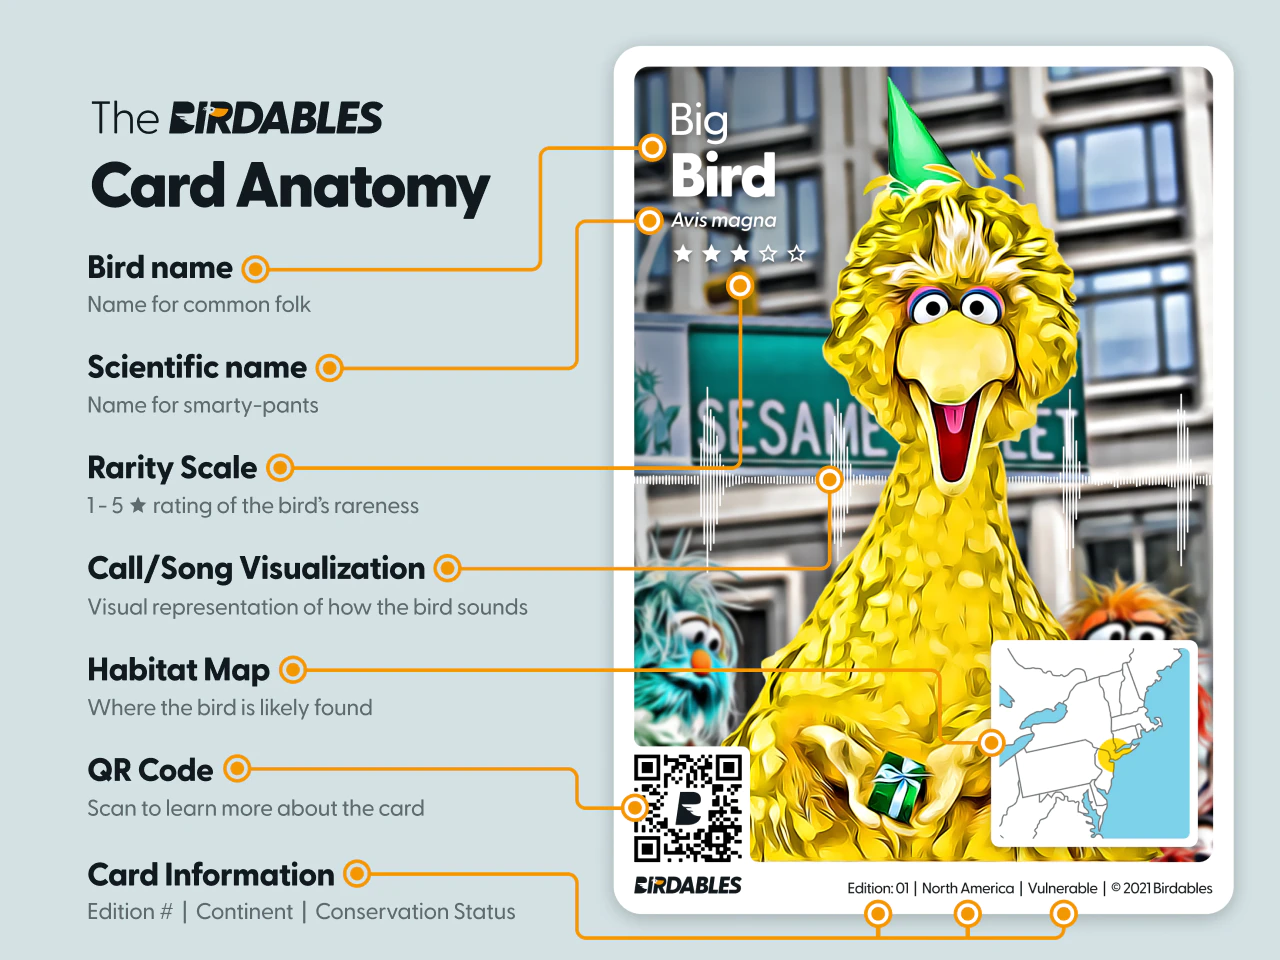 The BIRDABLES
Card Anatomy
Bird name
Name for common folk
Scientific name
Name for smarty-pants
Rarity Scale
1 - 5 ★ rating of the bird's rareness
Call/Song Visualization
Visual representation of how the bird sounds
Habitat Map
Where the bird is likely found
QR Code
Scan to learn more about the card
Card Information
Edition # | Continent | Conservation Status
Big
Bird
Avis magna
★ ★ ★ ☆ ☆
SESAME EET
B
BIRDABLES
Edition: 01 | North America | Vulnerable | © 2021 Birdables